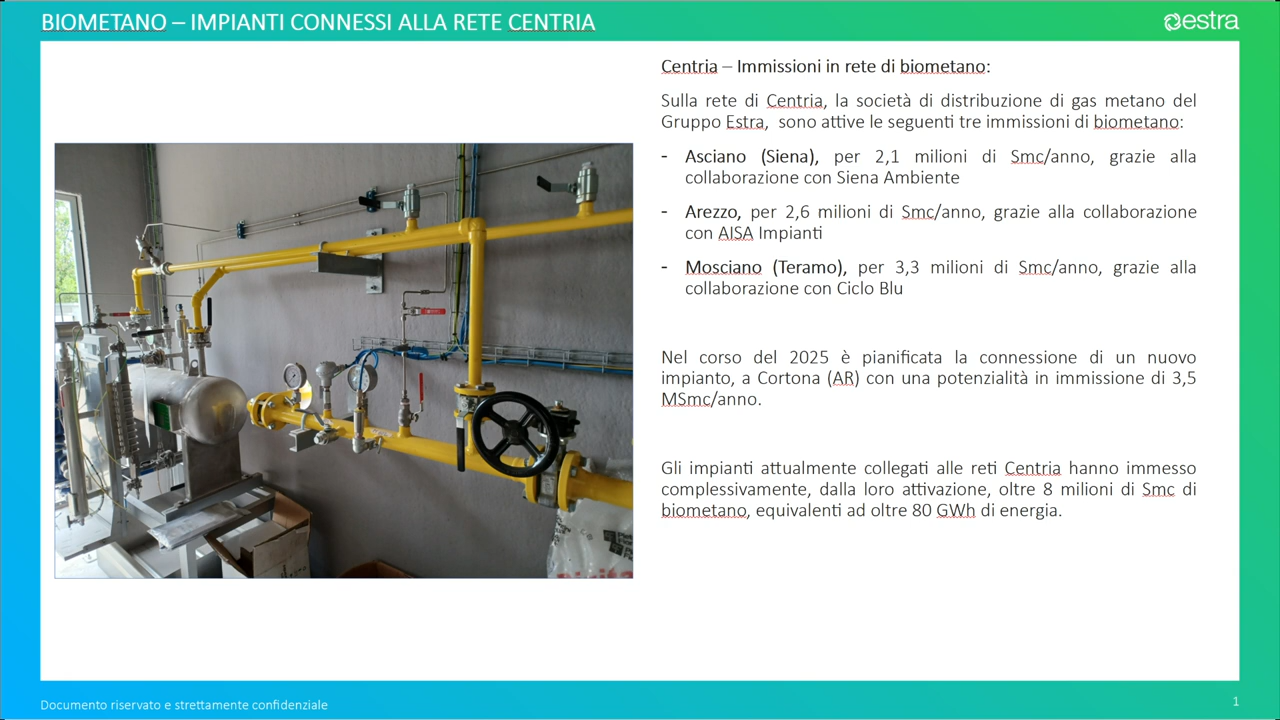 BIOMETANO – IMPIANTI CONNESSI ALLA RETE CENTRIA
estra
Centria – Immissioni in rete di biometano:
Sulla rete di Centria, la società di distribuzione di gas metano del
Gruppo Estra, sono attive le seguenti tre immissioni di biometano:
- Asciano (Siena), per 2,1 milioni di Smc/anno, grazie alla
collaborazione con Siena Ambiente
- Arezzo, per 2,6 milioni di Smc/anno, grazie alla collaborazione
con AISA Impianti
- Mosciano (Teramo), per 3,3 milioni di Smc/anno, grazie alla
collaborazione con Ciclo Blu
Nel corso del 2025 è pianificata la connessione di un nuovo
impianto, a Cortona (AR) con una potenzialità in immissione di 3,5
MSmc/anno.
Gli impianti attualmente collegati alle reti Centria hanno immesso
complessivamente, dalla loro attivazione, oltre 8 milioni di Smc di
biometano, equivalenti ad oltre 80 GWh di energia.
Documento riservato e strettamente confidenziale
1